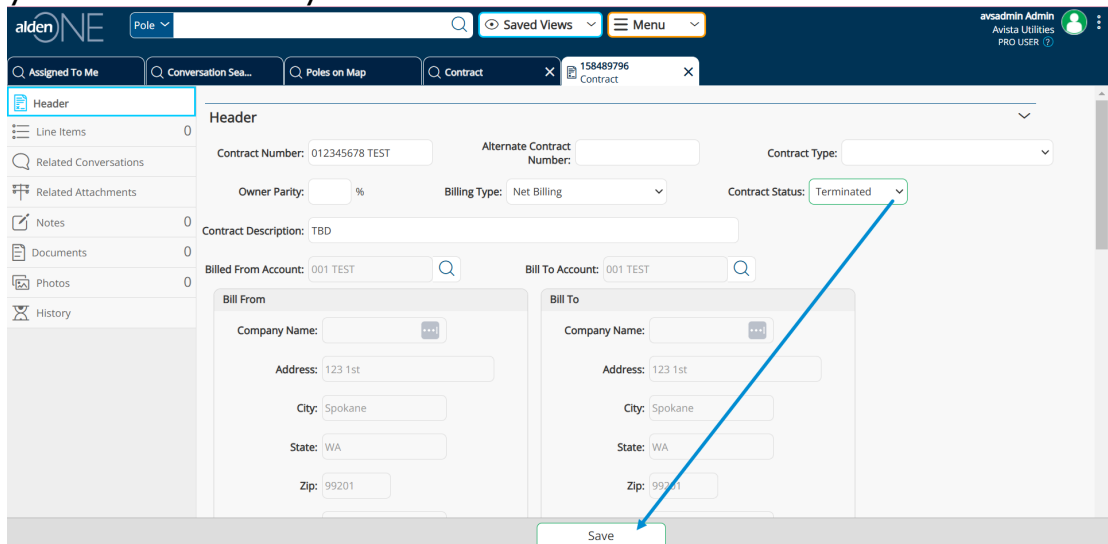 alden ONE Pole Saved Views Menu avsadmin Admin
Avista Utilities
PRO USER ?
Assigned To Me Conversation Sea... Poles on Map Contract X 158489796 X
Contract
Header
Line Items 0
Related Conversations
Related Attachments
Notes 0
Documents 0
Photos 0
History
Header
Contract Number: 012345678 TEST Alternate Contract Number: Contract Type:
Owner Parity: % Billing Type: Net Billing Contract Status: Terminated
Contract Description: TBD
Billed From Account: 001 TEST Bill To Account: 001 TEST
Bill From Bill To
Company Name: Company Name:
Address: 123 1st Address: 123 1st
City: Spokane City: Spokane
State: WA State: WA
Zip: 99201 Zip: 99201
Save